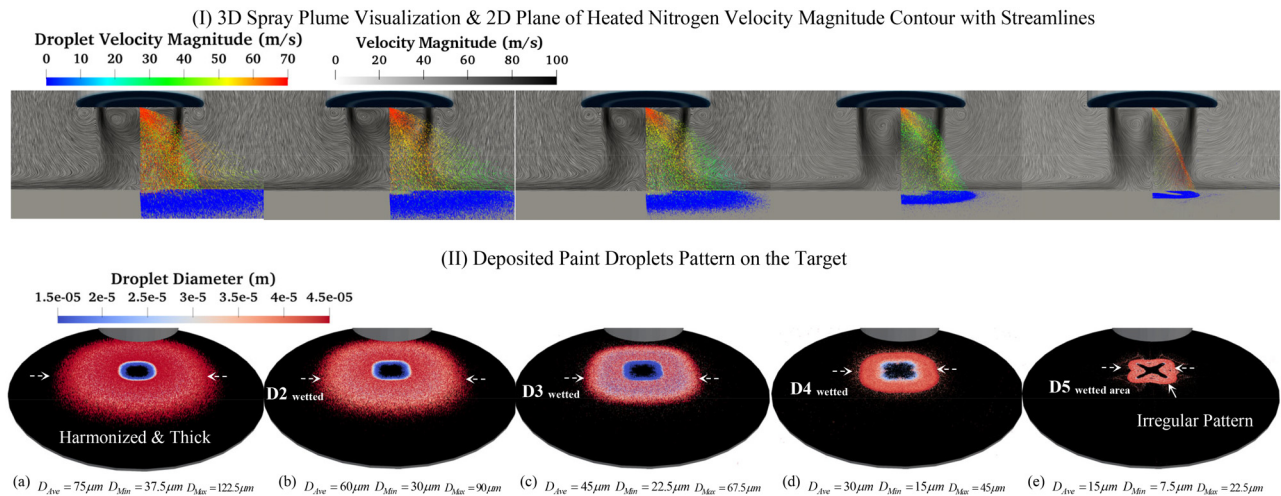 (I) 3D Spray Plume Visualization & 2D Plane of Heated Nitrogen Velocity Magnitude Contour with Streamlines
Droplet Velocity Magnitude (m/s)
0 10 20 30 40 50 60 70
Velocity Magnitude (m/s)
0 20 40 60 80 100
(II) Deposited Paint Droplets Pattern on the Target
Droplet Diameter (m)
1.5e-05 2e-5 2.5e-5 3e-5 3.5e-5 4.5e-05
Harmonized & Thick
D2 wetted
D3 wetted
D4 wetted
D5 wetted area
Irregular Pattern
(a) D_Ave = 75μm D_Min = 37.5μm D_Max = 122.5μm
(b) D_Ave = 60μm D_Min = 30μm D_Max = 90μm
(c) D_Ave = 45μm D_Min = 22.5μm D_Max = 67.5μm
(d) D_Ave = 30μm D_Min = 15μm D_Max = 45μm
(e) D_Ave = 15μm D_Min = 7.5μm D_Max = 22.5μm